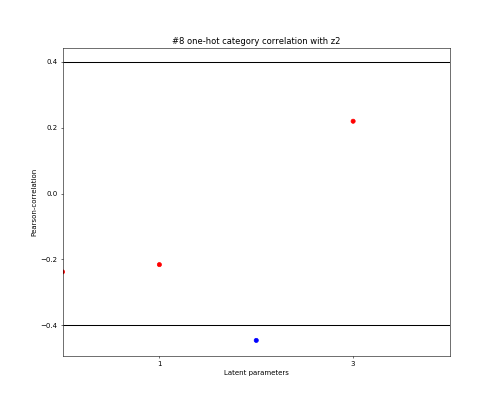 #8 one-hot category correlation with z2
0.4
0.2
0.0
−0.2
−0.4
Pearson-correlation
1
3
Latent parameters